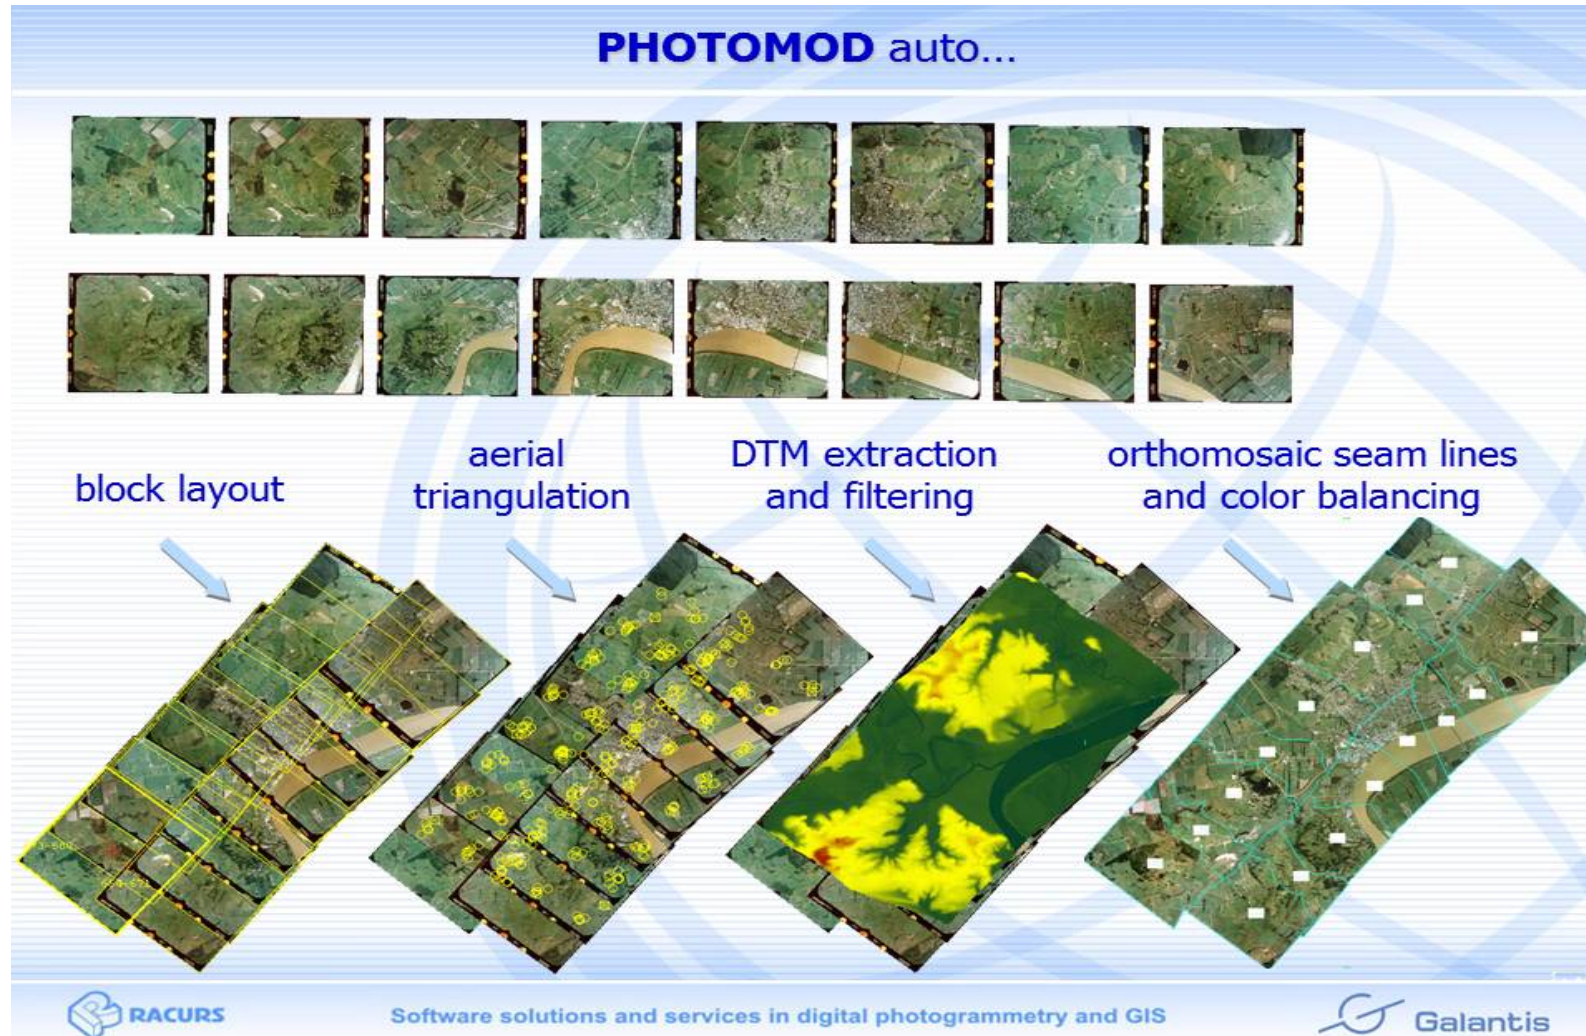 PHOTOMOD auto...
block layout
aerial
triangulation
DTM extraction
and filtering
orthomosaic seam lines
and color balancing
RACURS
Software solutions and services in digital photogrammetry and GIS
Galantis